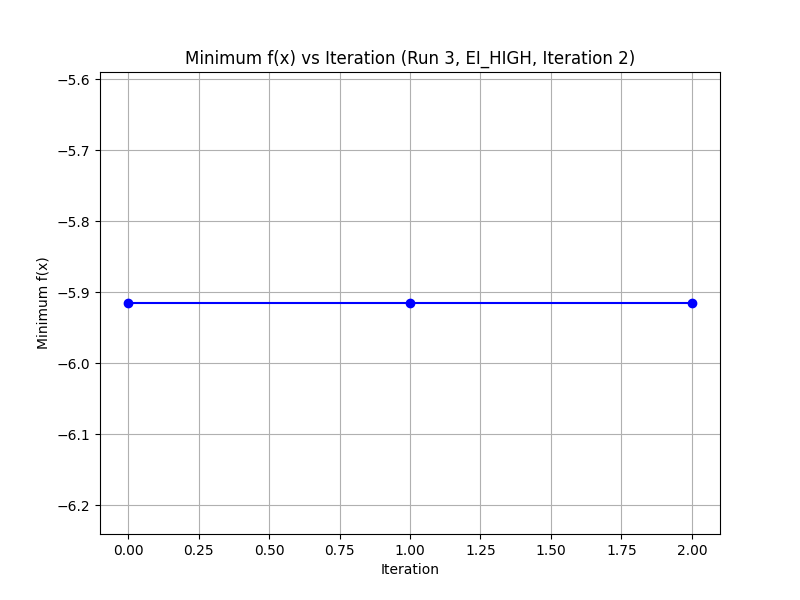 Minimum f(x) vs Iteration (Run 3, EI_HIGH, Iteration 2)
−5.6
−5.7
−5.8
−5.9
−6.0
−6.1
−6.2
Minimum f(x)
0.00 0.25 0.50 0.75 1.00 1.25 1.50 1.75 2.00
Iteration